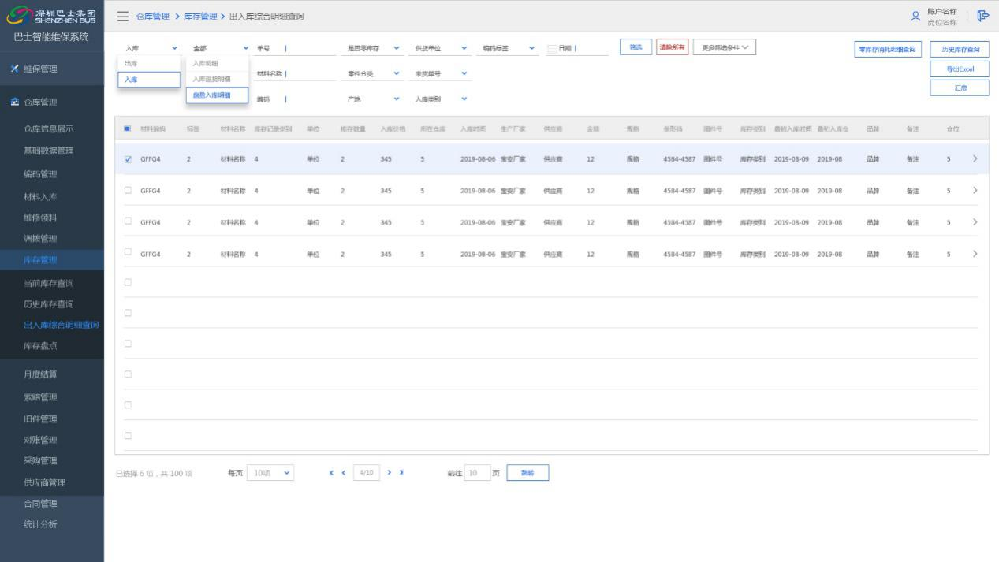 深圳巴士集团
SHENZHEN BUS
巴士智能维保系统
维保管理
仓库管理
仓库信息展示
基础数据管理
编码管理
材料入库
维修领料
调拨管理
库存管理
当前库存查询
历史库存查询
出入库综合明细查询
库存盘点
月度结算
索赔管理
旧件管理
对账管理
采购管理
供应商管理
合同管理
统计分析
仓库管理 > 库存管理 > 出入库综合明细查询
账户名称
岗位名称
入库 全部 单号 是否零库存 供货单位 编码标签 日期 筛选 清除所有 更多筛选条件 零库存消耗明细查询 历史库存查询
出库 入库明细
入库 入库退货明细 材料名称 零件分类 来货单号 导出Excel
盘盈入库明细 编码 产地 入库类别 汇总
材料编码 标签 材料名称 库存记录类别 单位 库存数量 入库价格 所在仓库 入库时间 生产厂家 供应商 金额 规格 条形码 图件号 库存类别 最初入库时间 最初入库仓 品牌 备注 仓位
GFFG4 2 材料名称 4 单位 2 345 5 2019-08-06 宝安厂家 供应商 12 规格 4584-4587 图件号 库存类别 2019-08-09 2019-08 品牌 备注 5
GFFG4 2 材料名称 4 单位 2 345 5 2019-08-06 宝安厂家 供应商 12 规格 4584-4587 图件号 库存类别 2019-08-09 2019-08 品牌 备注 5
GFFG4 2 材料名称 4 单位 2 345 5 2019-08-06 宝安厂家 供应商 12 规格 4584-4587 图件号 库存类别 2019-08-09 2019-08 品牌 备注 5
GFFG4 2 材料名称 4 单位 2 345 5 2019-08-06 宝安厂家 供应商 12 规格 4584-4587 图件号 库存类别 2019-08-09 2019-08 品牌 备注 5
已选择 6 项，共 100 项 每页 10项 4/10 前往 10 页 跳转